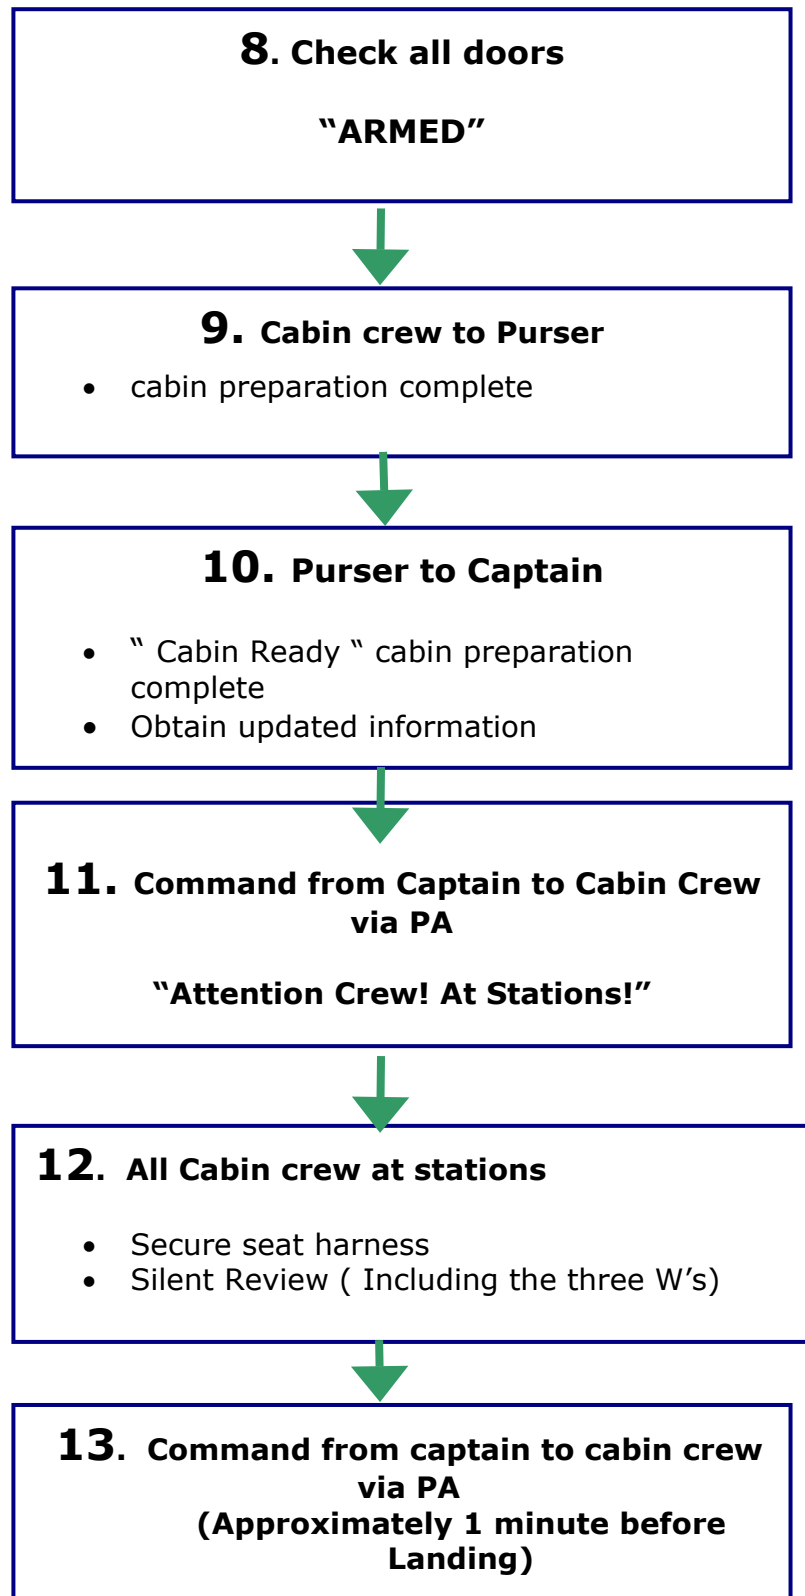 8. Check all doors
“ARMED”
9. Cabin crew to Purser
• cabin preparation complete
10. Purser to Captain
• “ Cabin Ready “ cabin preparation
complete
• Obtain updated information
11. Command from Captain to Cabin Crew
via PA
“Attention Crew! At Stations!”
12. All Cabin crew at stations
• Secure seat harness
• Silent Review ( Including the three W’s)
13. Command from captain to cabin crew
via PA
(Approximately 1 minute before
Landing)